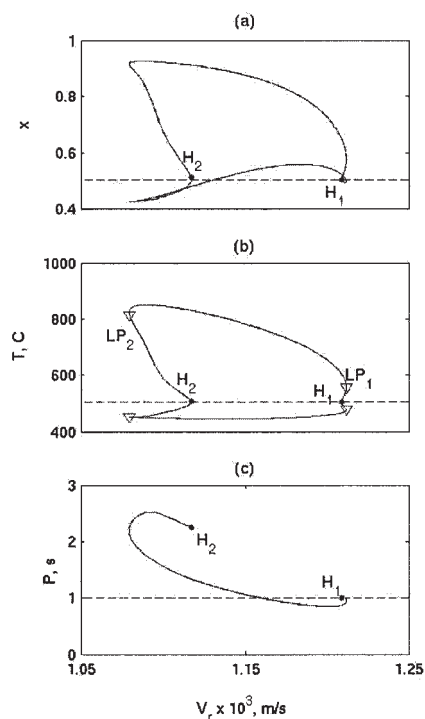 (a)
1
0.8
0.6
0.4
x
H2
H1
(b)
1000
800
600
400
T, C
LP2
H2
LP1
H1
(c)
3
2
1
0
P, s
H2
H1
1.05
1.15
1.25
Vr x 10³, m/s